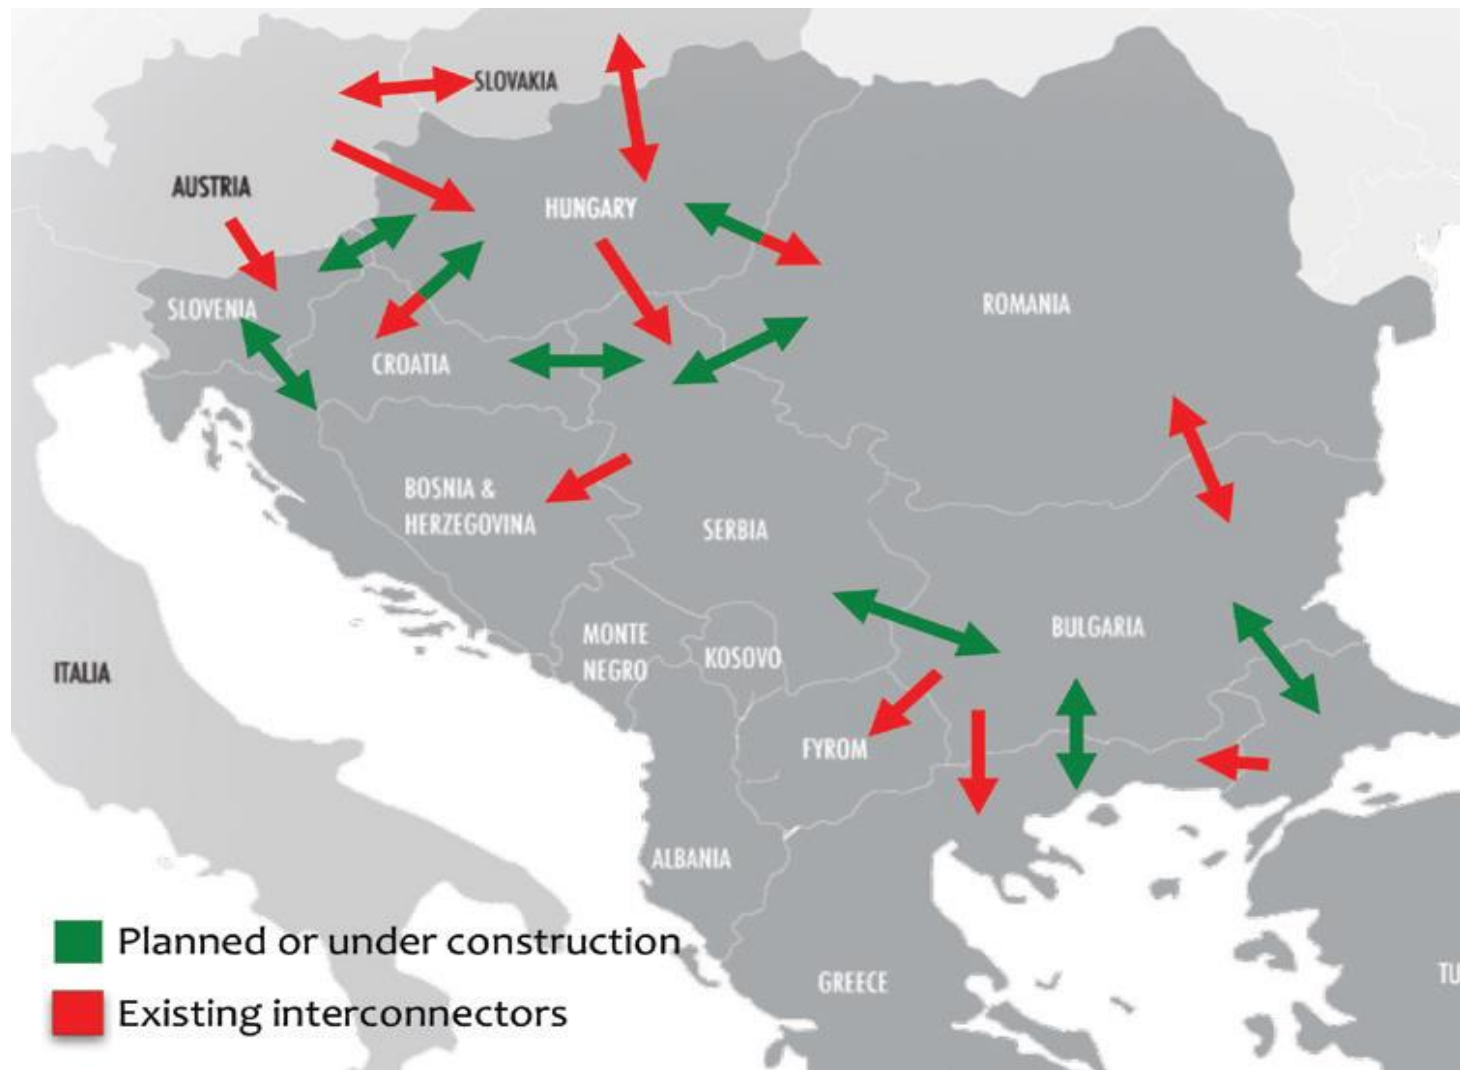 SLOVAKIA
AUSTRIA
HUNGARY
SLOVENIA
ROMANIA
CROATIA
BOSNIA &
HERZEGOVINA
SERBIA
BULGARIA
MONTE
NEGRO
KOSOVO
ITALIA
FYROM
ALBANIA
Planned or under construction
GREECE
TU
Existing interconnectors